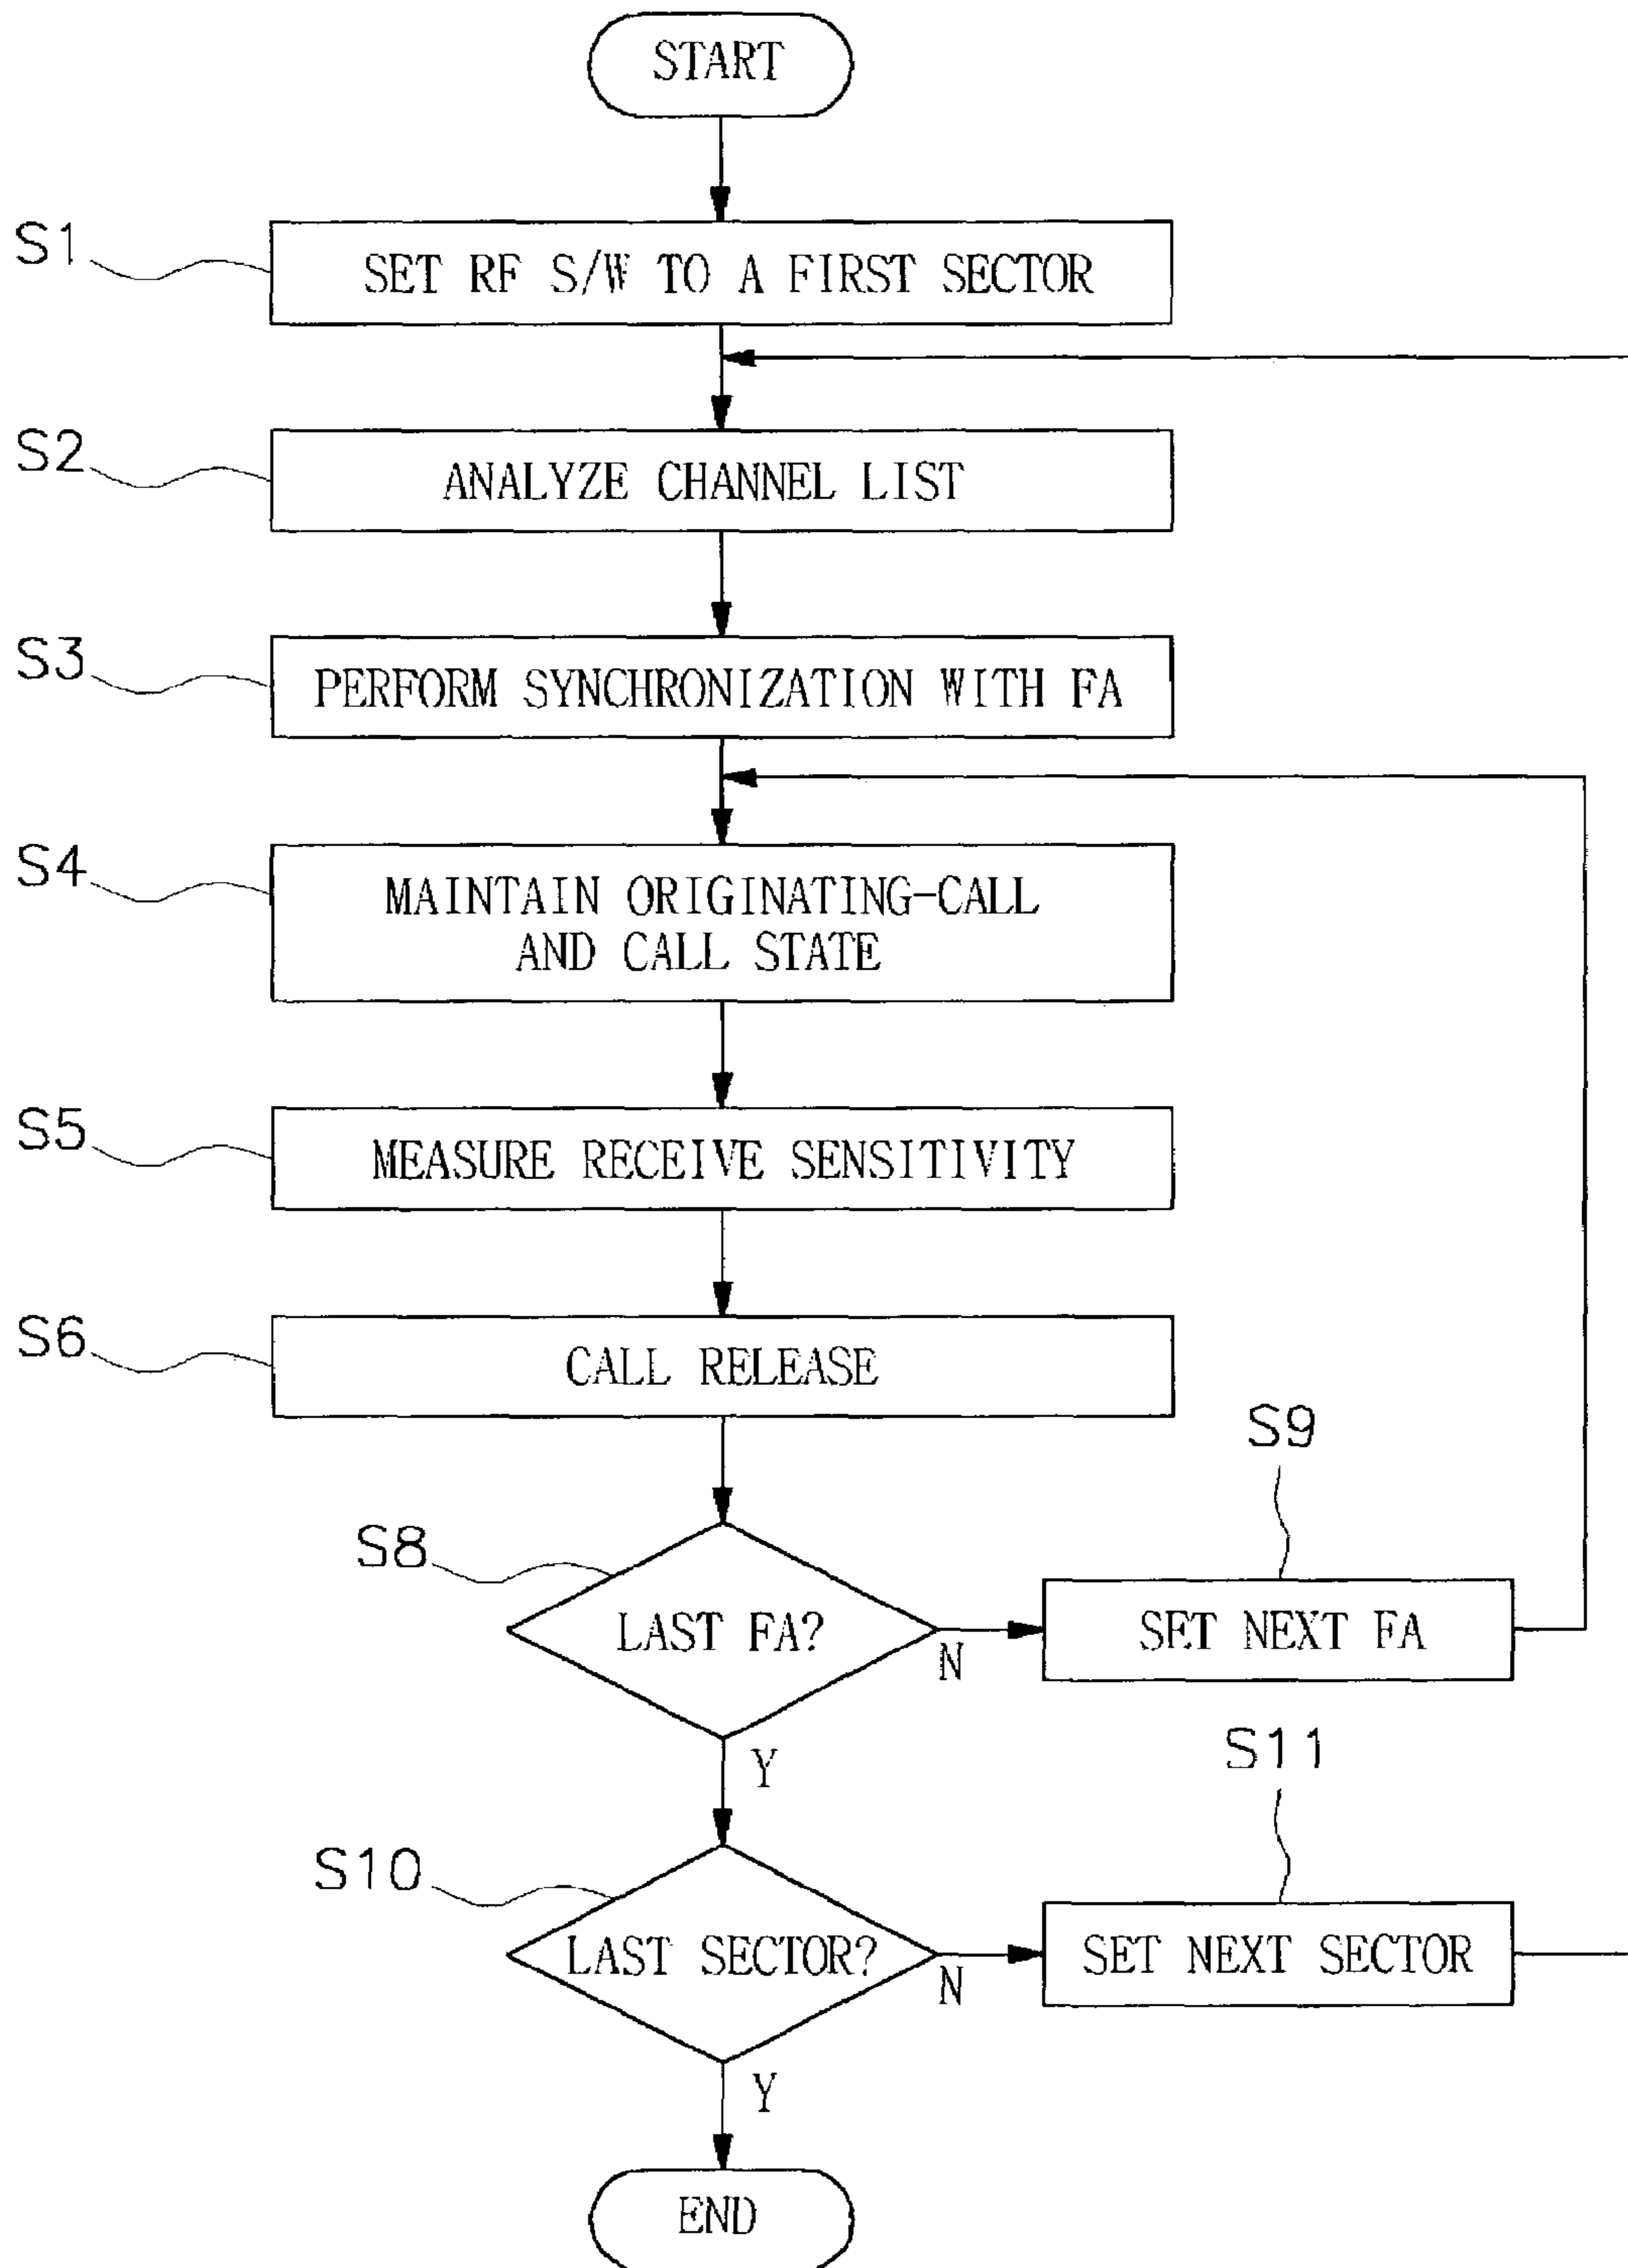 START
S1
SET RF S/W TO A FIRST SECTOR
S2
ANALYZE CHANNEL LIST
S3
PERFORM SYNCHRONIZATION WITH FA
S4
MAINTAIN ORIGINATING-CALL
AND CALL STATE
S5
MEASURE RECEIVE SENSITIVITY
S6
CALL RELEASE
S9
S8
LAST FA?
N
SET NEXT FA
Y
S11
S10
LAST SECTOR?
N
SET NEXT SECTOR
Y
END